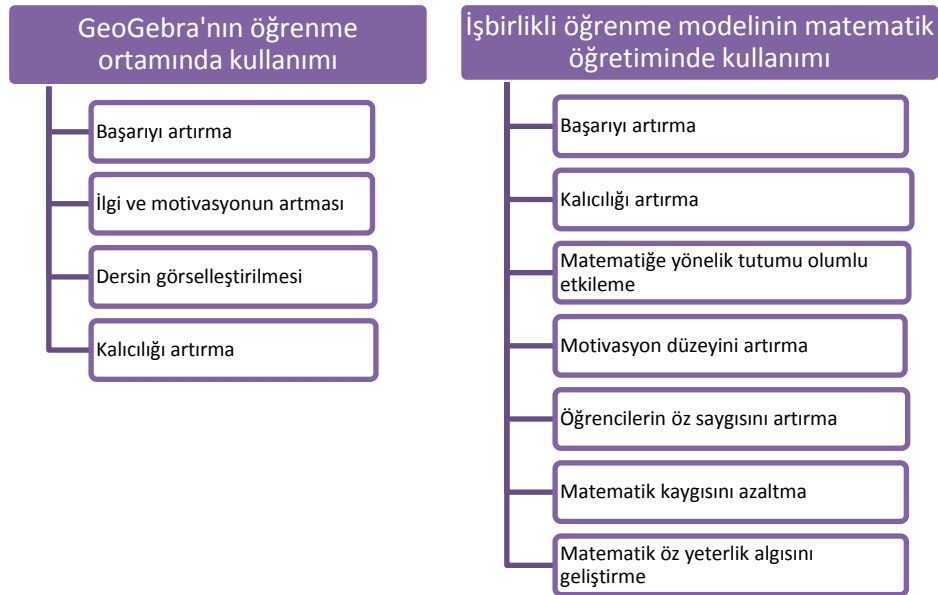 GeoGebra'nın öğrenme
ortamında kullanımı
Başarıyı artırma
İlgi ve motivasyonun artması
Dersin görselleştirilmesi
Kalıcılığı artırma
İşbirlikli öğrenme modelinin matematik
öğretiminde kullanımı
Başarıyı artırma
Kalıcılığı artırma
Matematiğe yönelik tutumu olumlu
etkileme
Motivasyon düzeyini artırma
Öğrencilerin öz saygısını artırma
Matematik kaygısını azaltma
Matematik öz yeterlik algısını
geliştirme